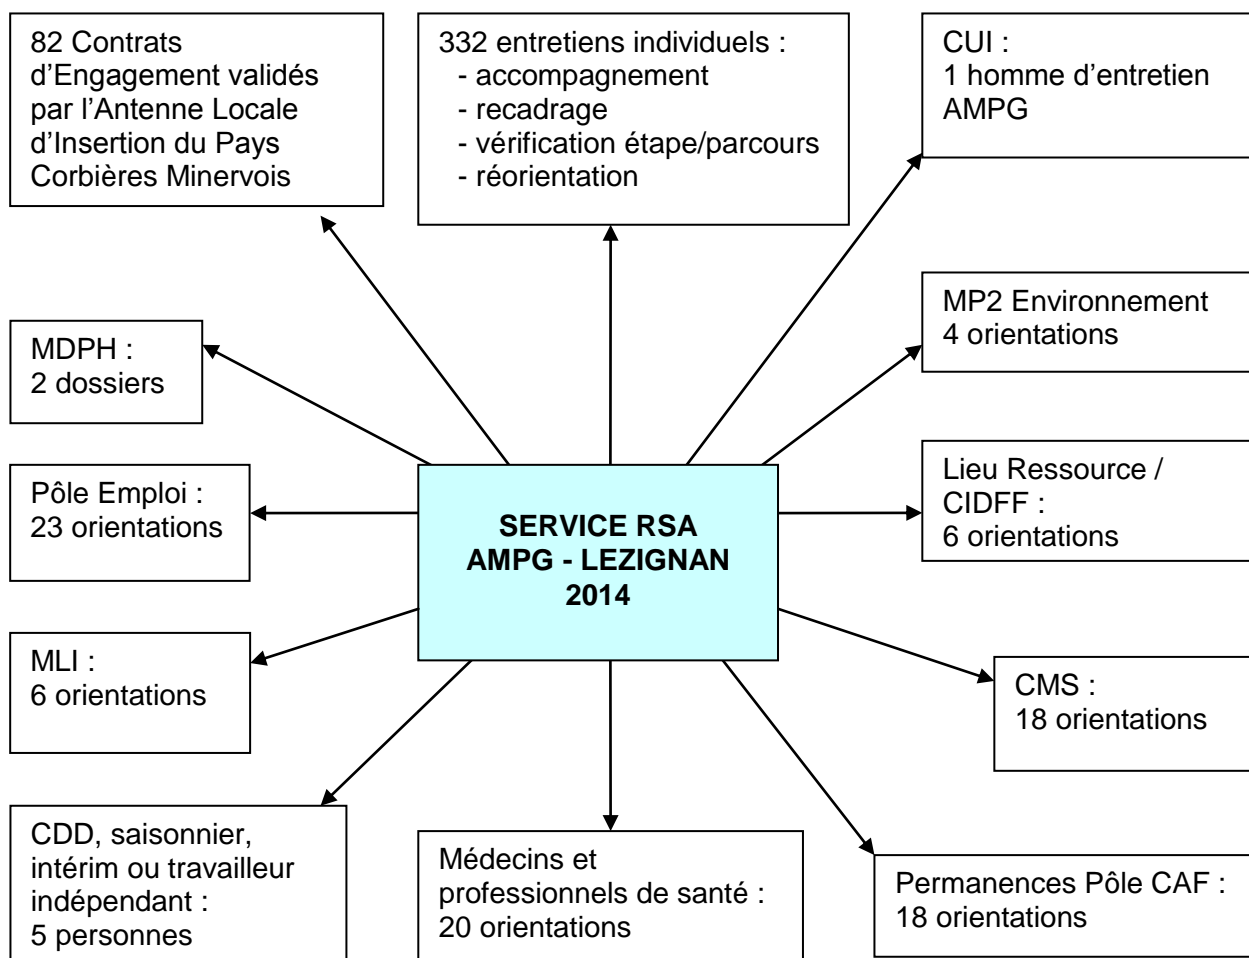 82 Contrats
d’Engagement validés
par l’Antenne Locale
d’Insertion du Pays
Corbières Minervois
332 entretiens individuels :
- accompagnement
- recadrage
- vérification étape/parcours
- réorientation
CUI :
1 homme d’entretien
AMPG
MDPH :
2 dossiers
MP2 Environnement
4 orientations
Pôle Emploi :
23 orientations
SERVICE RSA
AMPG - LEZIGNAN
2014
Lieu Ressource /
CIDFF :
6 orientations
MLI :
6 orientations
CMS :
18 orientations
CDD, saisonnier,
intérim ou travailleur
indépendant :
5 personnes
Médecins et
professionnels de santé :
20 orientations
Permanences Pôle CAF :
18 orientations